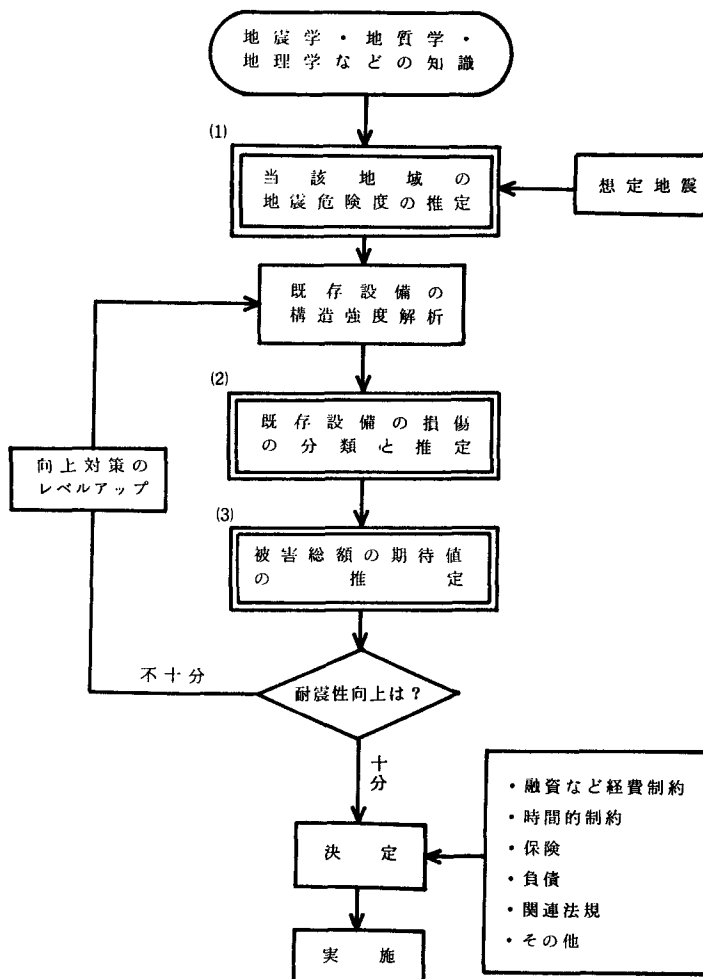 地震学・地質学・
地理学などの知識
(1)
当該地域の
地震危険度の推定
想定地震
既存設備の
構造強度解析
(2)
既存設備の損傷
の分類と推定
向上対策の
レベルアップ
(3)
被害総額の期待値
の推定
不十分
耐震性向上は?
十分
・融資など経費制約
・時間的制約
・保険
・負債
・関連法規
・その他
決定
実施